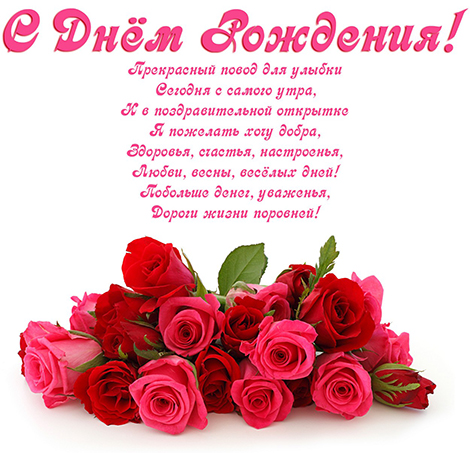 С Днём Рождения!
Прекрасный повод для улыбки
Сегодня с самого утра,
И в поздравительной открытке
Я пожелать хочу добра,
Здоровья, счастья, настроенья,
Любви, весны, весёлых дней!
Побольше денег, уваженья,
Дороги жизни поровней!